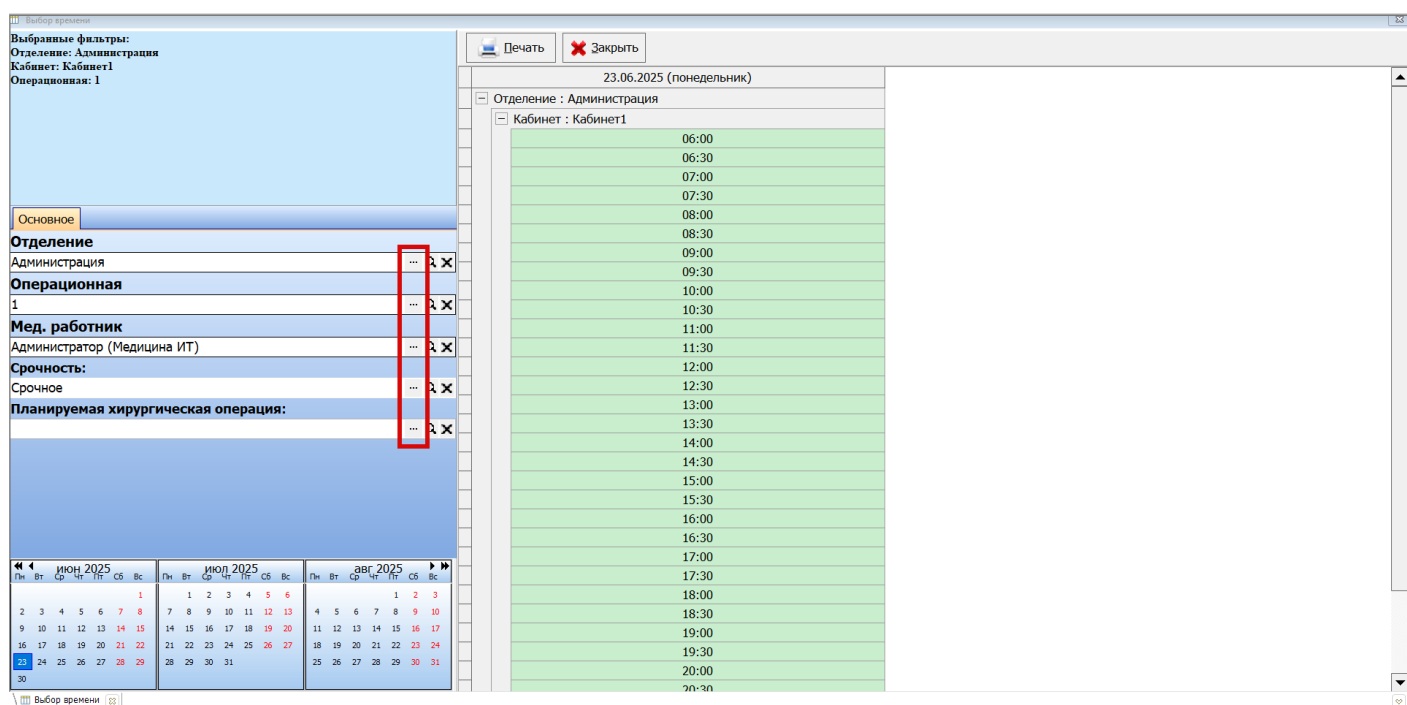 Выбор времени
Выбранные фильтры:
Отделение: Администрация
Кабинет: Кабинет1
Операционная: 1
Основное
Отделение
Администрация ...
Операционная
1 ...
Мед. работник
Администратор (Медицина ИТ) ...
Срочность:
Срочное ...
Планируемая хирургическая операция:
...
июн 2025
Пн Вт Ср Чт Пт Сб Вс
1
2 3 4 5 6 7 8
9 10 11 12 13 14 15
16 17 18 19 20 21 22
23 24 25 26 27 28 29
30
июл 2025
Пн Вт Ср Чт Пт Сб Вс
1 2 3 4 5 6
7 8 9 10 11 12 13
14 15 16 17 18 19 20
21 22 23 24 25 26 27
28 29 30 31
авг 2025
Пн Вт Ср Чт Пт Сб Вс
1 2 3
4 5 6 7 8 9 10
11 12 13 14 15 16 17
18 19 20 21 22 23 24
25 26 27 28 29 30 31
Печать Закрыть
23.06.2025 (понедельник)
Отделение : Администрация
Кабинет : Кабинет1
06:00
06:30
07:00
07:30
08:00
08:30
09:00
09:30
10:00
10:30
11:00
11:30
12:00
12:30
13:00
13:30
14:00
14:30
15:00
15:30
16:00
16:30
17:00
17:30
18:00
18:30
19:00
19:30
20:00
20:30
Выбор времени